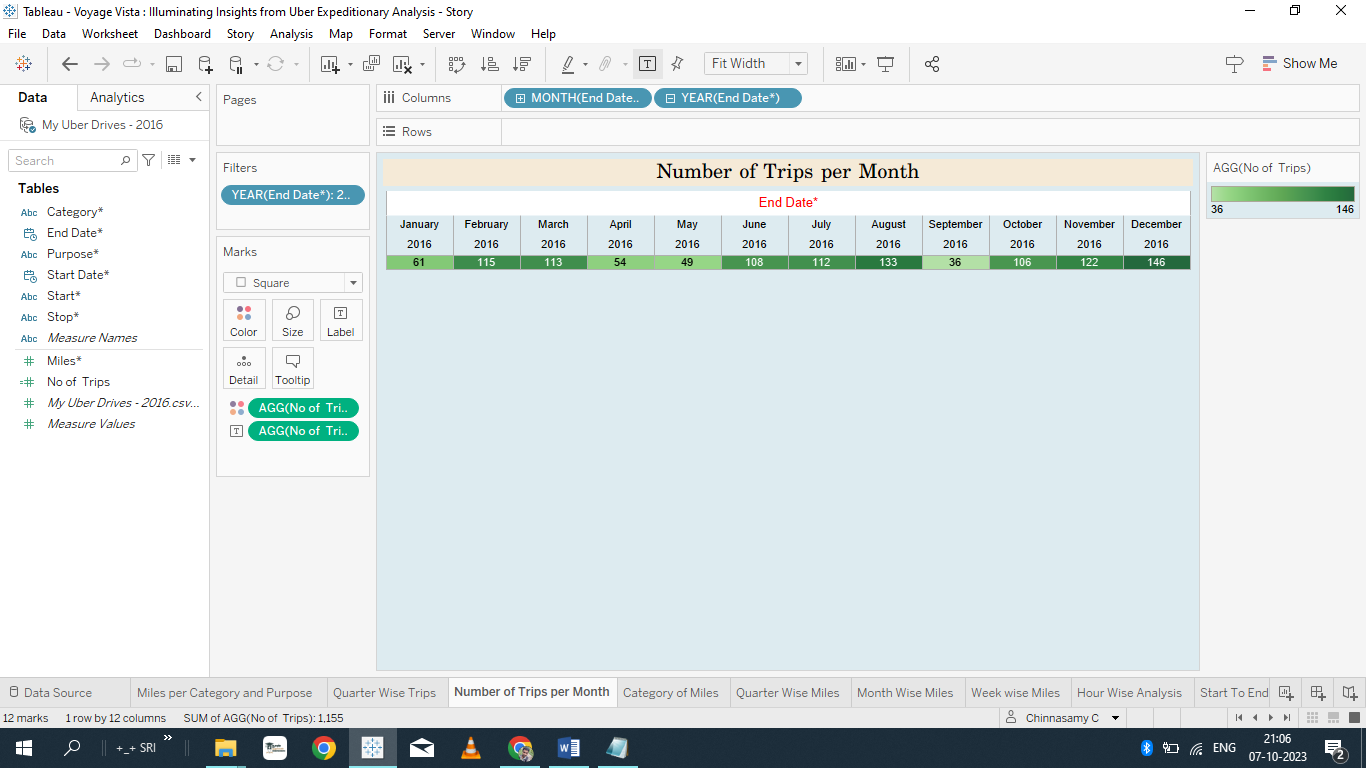 Tableau - Voyage Vista : Illuminating Insights from Uber Expeditionary Analysis - Story
File Data Worksheet Dashboard Story Analysis Map Format Server Window Help
Fit Width Show Me
Data Analytics
My Uber Drives - 2016
Search
Tables
Abc Category*
End Date*
Abc Purpose*
Start Date*
Abc Start*
Abc Stop*
Abc Measure Names
Miles*
No of Trips
My Uber Drives - 2016.csv...
Measure Values
Pages
Filters
YEAR(End Date*): 2..
Marks
Square
Color Size Label
Detail Tooltip
AGG(No of Tri..
AGG(No of Tri..
Columns MONTH(End Date.. YEAR(End Date*)
Rows
Number of Trips per Month
End Date*
January February March April May June July August September October November December
2016 2016 2016 2016 2016 2016 2016 2016 2016 2016 2016 2016
61 115 113 54 49 108 112 133 36 106 122 146
AGG(No of Trips)
36 146
Data Source Miles per Category and Purpose Quarter Wise Trips Number of Trips per Month Category of Miles Quarter Wise Miles Month Wise Miles Week wise Miles Hour Wise Analysis Start To End
12 marks 1 row by 12 columns SUM of AGG(No of Trips): 1,155 Chinnasamy C
+_+ SRI » ENG 21:06
07-10-2023 2